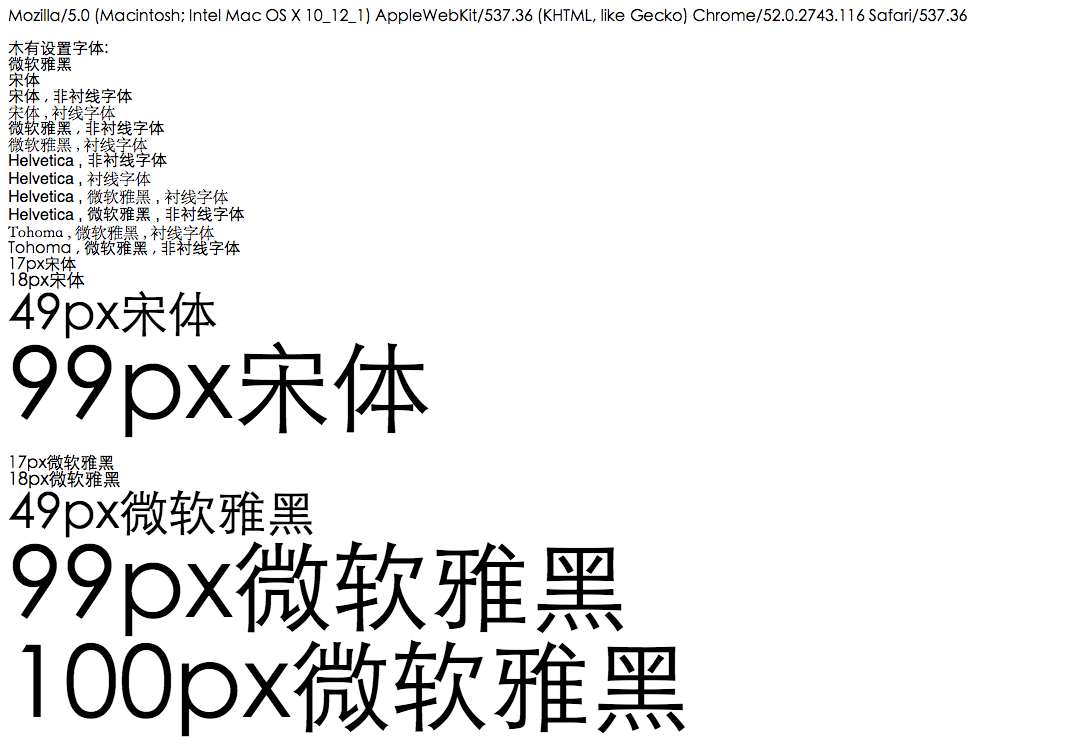 Mozilla/5.0 (Macintosh; Intel Mac OS X 10_12_1) AppleWebKit/537.36 (KHTML, like Gecko) Chrome/52.0.2743.116 Safari/537.36
木有设置字体:
微软雅黑
宋体
宋体 , 非衬线字体
宋体 , 衬线字体
微软雅黑 , 非衬线字体
微软雅黑 , 衬线字体
Helvetica , 非衬线字体
Helvetica , 衬线字体
Helvetica , 微软雅黑 , 衬线字体
Helvetica , 微软雅黑 , 非衬线字体
Tohoma , 微软雅黑 , 衬线字体
Tohoma , 微软雅黑 , 非衬线字体
17px宋体
18px宋体
49px宋体
99px宋体
17px微软雅黑
18px微软雅黑
49px微软雅黑
99px微软雅黑
100px微软雅黑